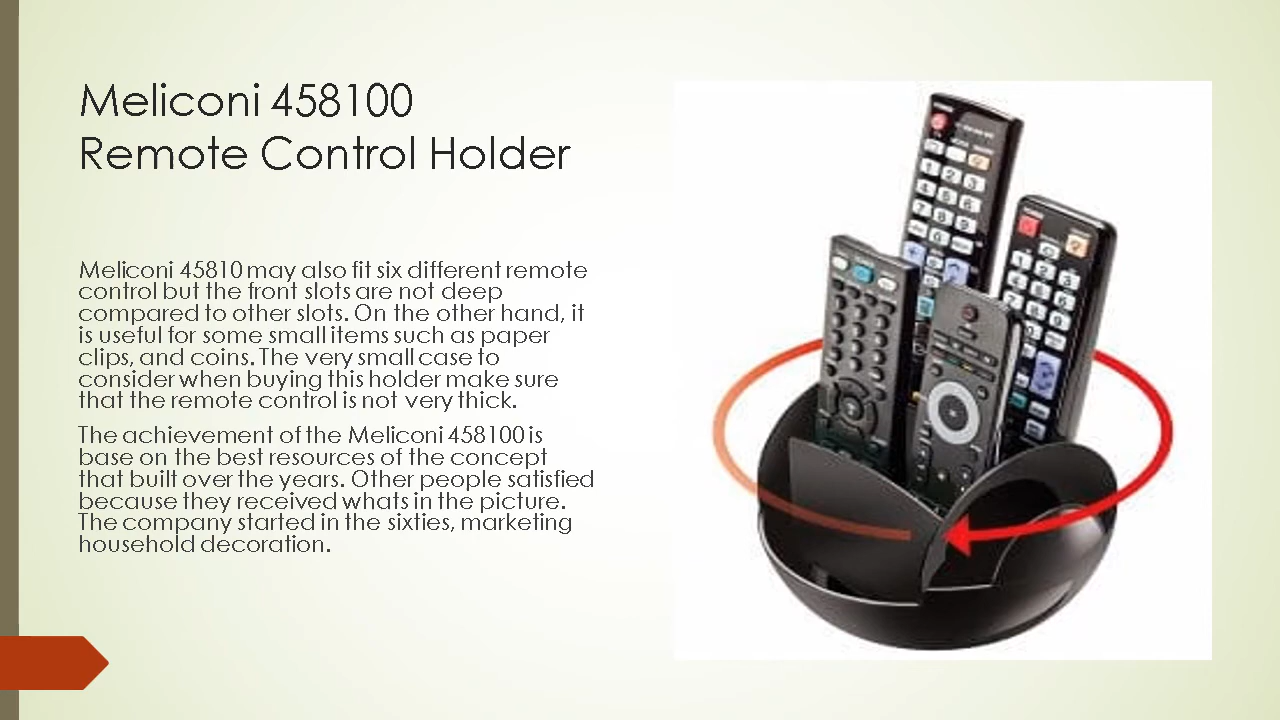 Meliconi 458100
Remote Control Holder
Meliconi 45810 may also fit six different remote
control but the front slots are not deep
compared to other slots. On the other hand, it
is useful for some small items such as paper
clips, and coins. The very small case to
consider when buying this holder make sure
that the remote control is not very thick.
The achievement of the Meliconi 458100 is
base on the best resources of the concept
that built over the years. Other people satisfied
because they received whats in the picture.
The company started in the sixties, marketing
household decoration.